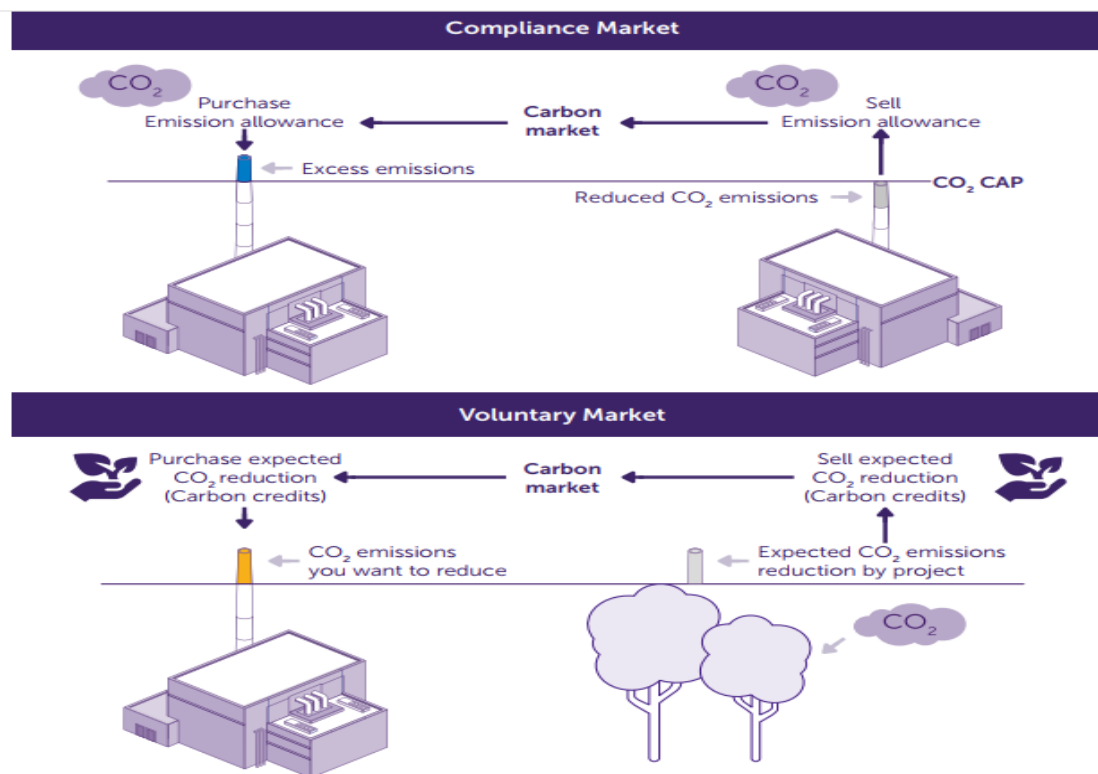 Compliance Market
CO₂
Purchase
Emission allowance
Carbon
market
CO₂
Sell
Emission allowance
Excess emissions
CO₂ CAP
Reduced CO₂ emissions
Voluntary Market
Purchase expected
CO₂ reduction
(Carbon credits)
Carbon
market
Sell expected
CO₂ reduction
(Carbon credits)
CO₂ emissions
you want to reduce
Expected CO₂ emissions
reduction by project
CO₂